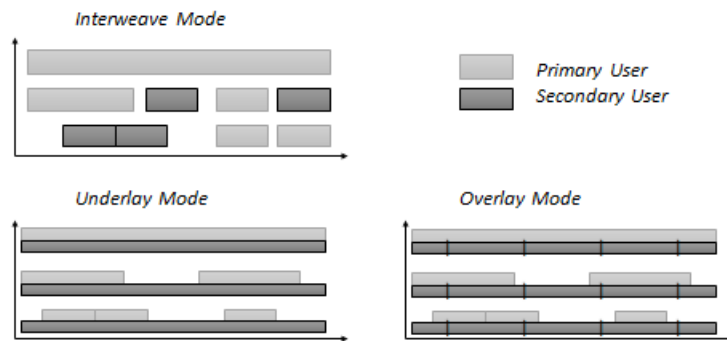 Interweave Mode
Primary User
Secondary User
Underlay Mode
Overlay Mode